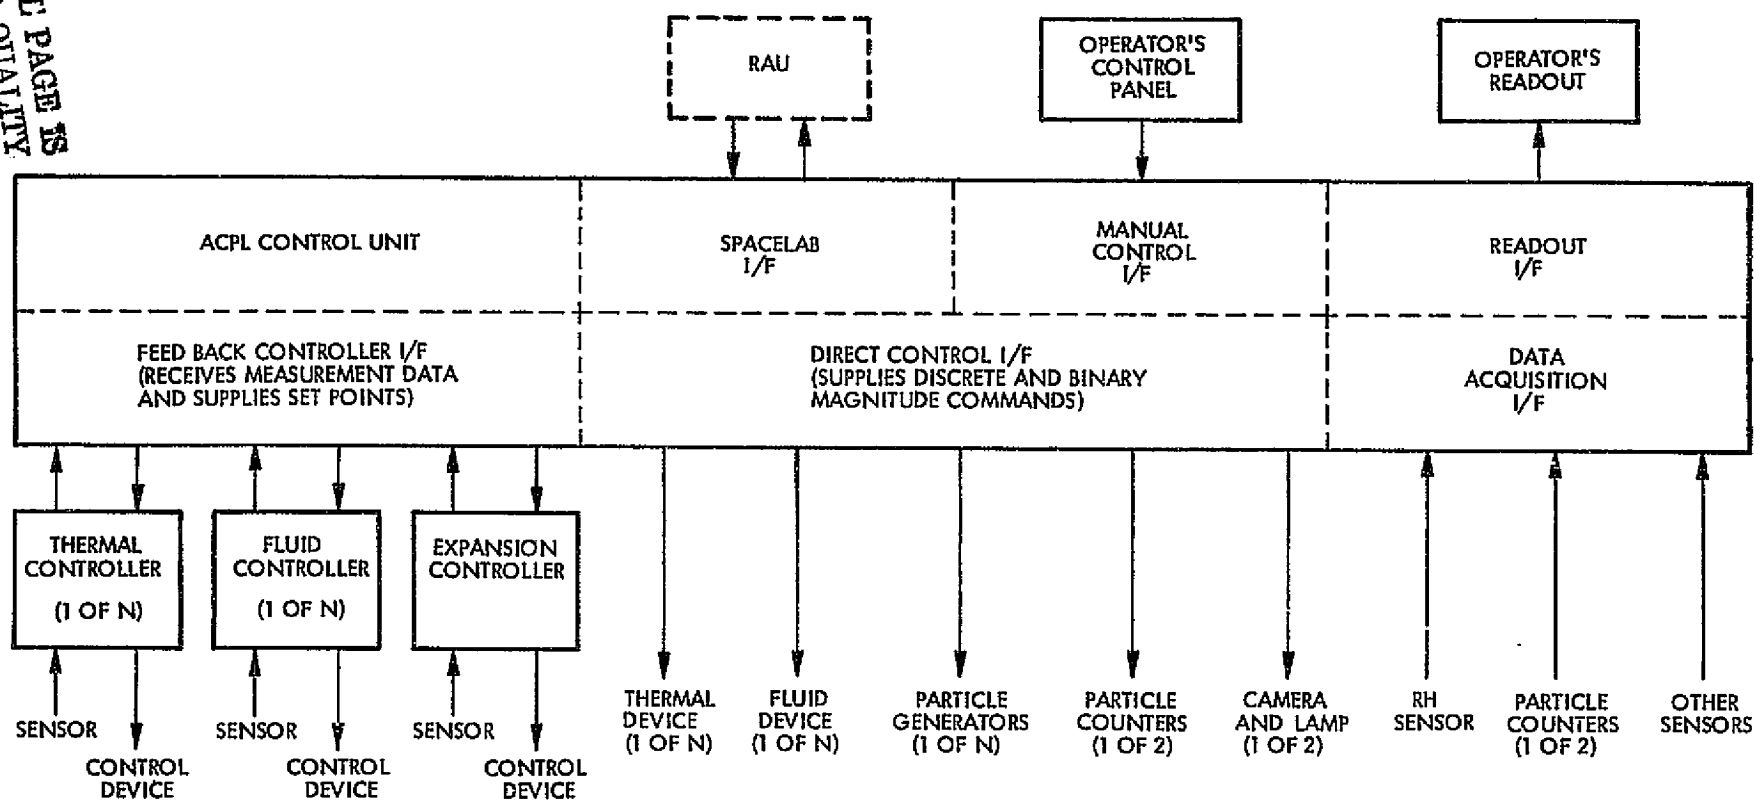 E PAGE IS
QUALITY
RAU
OPERATOR'S
CONTROL
PANEL
OPERATOR'S
READOUT
ACPL CONTROL UNIT
SPACELAB
I/F
MANUAL
CONTROL
I/F
READOUT
I/F
FEED BACK CONTROLLER I/F
(RECEIVES MEASUREMENT DATA
AND SUPPLIES SET POINTS)
DIRECT CONTROL I/F
(SUPPLIES DISCRETE AND BINARY
MAGNITUDE COMMANDS)
DATA
ACQUISITION
I/F
THERMAL
CONTROLLER
(1 OF N)
FLUID
CONTROLLER
(1 OF N)
EXPANSION
CONTROLLER
SENSOR
CONTROL
DEVICE
SENSOR
CONTROL
DEVICE
SENSOR
CONTROL
DEVICE
THERMAL
DEVICE
(1 OF N)
FLUID
DEVICE
(1 OF N)
PARTICLE
GENERATORS
(1 OF N)
PARTICLE
COUNTERS
(1 OF 2)
CAMERA
AND LAMP
(1 OF 2)
RH
SENSOR
PARTICLE
COUNTERS
(1 OF 2)
OTHER
SENSORS